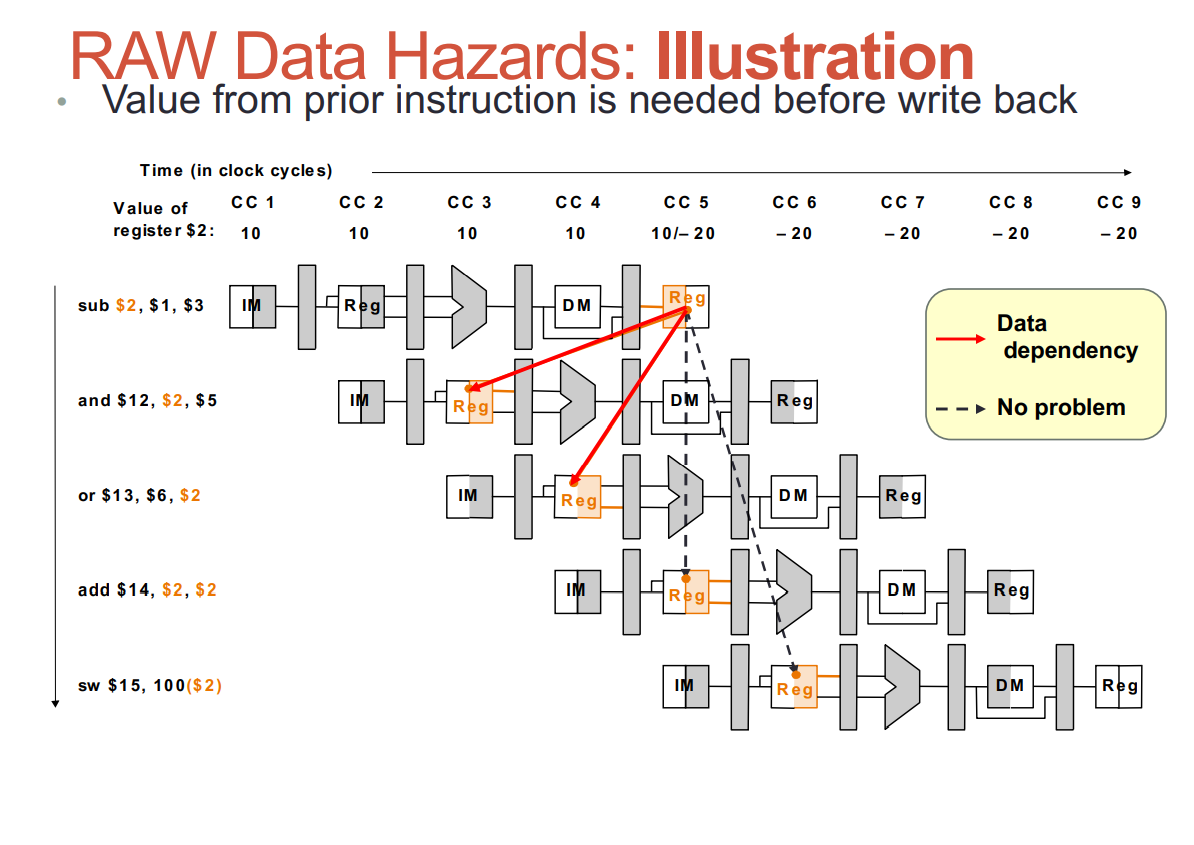 RAW Data Hazards: Illustration
• Value from prior instruction is needed before write back
Time (in clock cycles)
CC 1 CC 2 CC 3 CC 4 CC 5 CC 6 CC 7 CC 8 CC 9
Value of
register $2: 10 10 10 10 10/– 20 – 20 – 20 – 20 – 20
sub $2, $1, $3 IM Reg DM Reg
and $12, $2, $5 IM Reg DM Reg
or $13, $6, $2 IM Reg DM Reg
add $14, $2, $2 IM Reg DM Reg
sw $15, 100($2) IM Reg DM Reg
Data
dependency
No problem